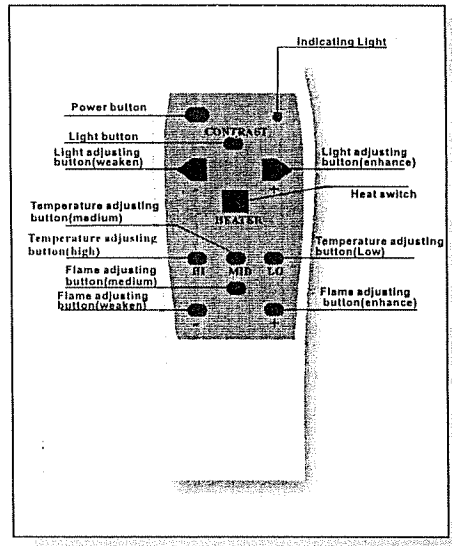 Indicating Light
Power button
CONTRAST
Light button
Light adjusting
button(weaken)
Light adjusting
button(enhance)
- +
Heat switch
HEATER
Temperature adjusting
button(medium)
Temperature adjusting
button(high)
Temperature adjusting
button(Low)
HI MID LO
Flame adjusting
button(medium)
Flame adjusting
button(weaken)
Flame adjusting
button(enhance)
- +